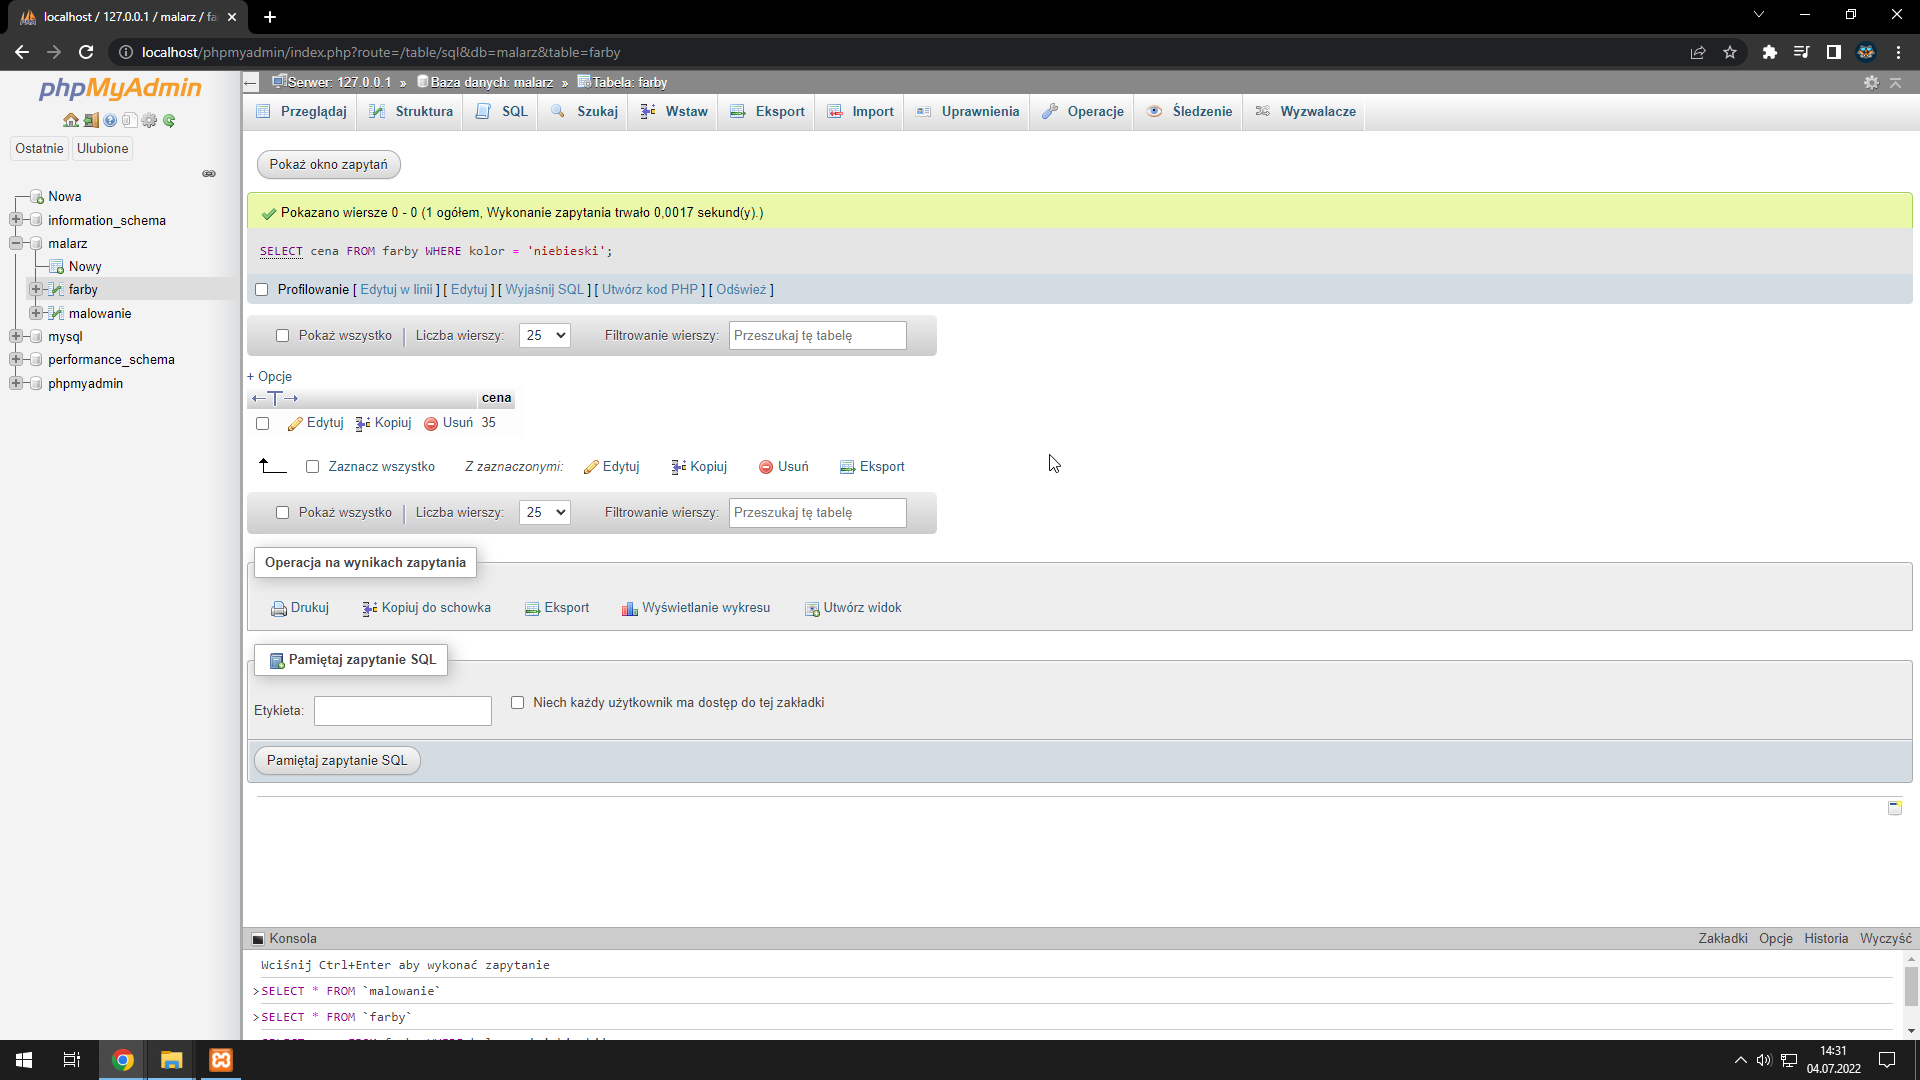 localhost / 127.0.0.1 / malarz / fa
localhost/phpmyadmin/index.php?route=/table/sql&db=malarz&table=farby
phpMyAdmin
Ostatnie
Ulubione
Nowa
information_schema
malarz
Nowy
farby
malowanie
mysql
performance_schema
phpmyadmin
Serwer: 127.0.0.1 » Baza danych: malarz » Tabela: farby
Przeglądaj Struktura SQL Szukaj Wstaw Eksport Import Uprawnienia Operacje Śledzenie Wyzwalacze
Pokaż okno zapytań
Pokazano wiersze 0 - 0 (1 ogółem, Wykonanie zapytania trwało 0,0017 sekund(y).)
SELECT cena FROM farby WHERE kolor = 'niebieski';
Profilowanie [ Edytuj w linii ] [ Edytuj ] [ Wyjaśnij SQL ] [ Utwórz kod PHP ] [ Odśwież ]
Pokaż wszystko | Liczba wierszy: 25 Filtrowanie wierszy: Przeszukaj tę tabelę
+ Opcje
←T→ cena
Edytuj Kopiuj Usuń 35
Zaznacz wszystko Z zaznaczonymi: Edytuj Kopiuj Usuń Eksport
Pokaż wszystko | Liczba wierszy: 25 Filtrowanie wierszy: Przeszukaj tę tabelę
Operacja na wynikach zapytania
Drukuj Kopiuj do schowka Eksport Wyświetlanie wykresu Utwórz widok
Pamiętaj zapytanie SQL
Etykieta: Niech każdy użytkownik ma dostęp do tej zakładki
Pamiętaj zapytanie SQL
Konsola Zakładki Opcje Historia Wyczyść
Wciśnij Ctrl+Enter aby wykonać zapytanie
>SELECT * FROM `malowanie`
>SELECT * FROM `farby`
14:31
04.07.2022